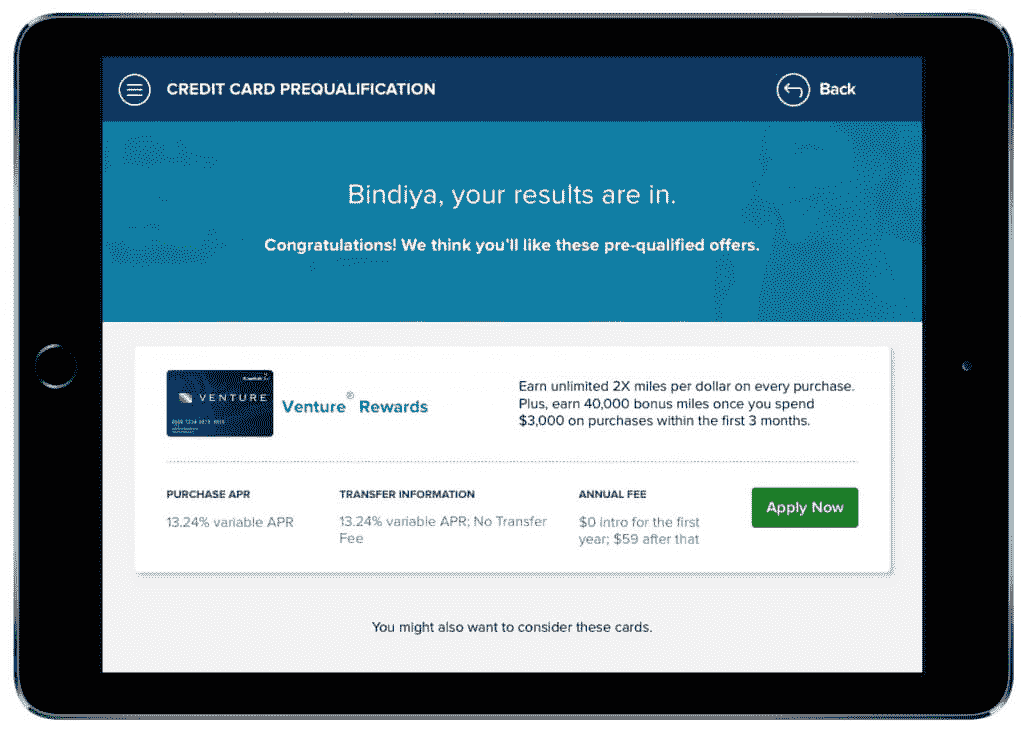 CREDIT CARD PREQUALIFICATION
Back
Bindiya, your results are in.
Congratulations! We think you'll like these pre-qualified offers.
VENTURE
Venture® Rewards
Earn unlimited 2X miles per dollar on every purchase.
Plus, earn 40,000 bonus miles once you spend
$3,000 on purchases within the first 3 months.
PURCHASE APR
13.24% variable APR
TRANSFER INFORMATION
13.24% variable APR; No Transfer
Fee
ANNUAL FEE
$0 intro for the first
year; $59 after that
Apply Now
You might also want to consider these cards.